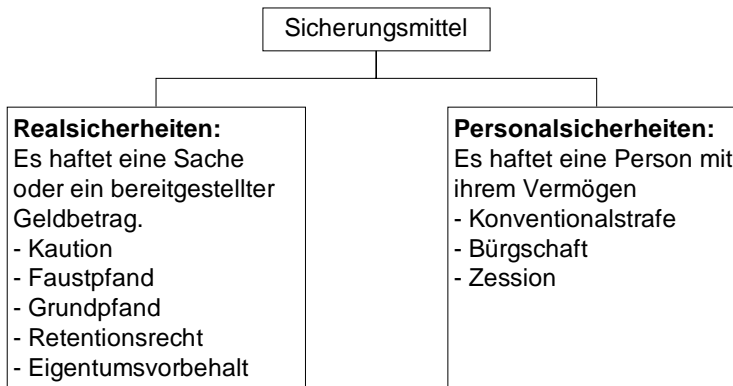 Sicherungsmittel
Realsicherheiten:
Es haftet eine Sache
oder ein bereitgestellter
Geldbetrag.
- Kaution
- Faustpfand
- Grundpfand
- Retentionsrecht
- Eigentumsvorbehalt
Personalsicherheiten:
Es haftet eine Person mit
ihrem Vermögen
- Konventionalstrafe
- Bürgschaft
- Zession